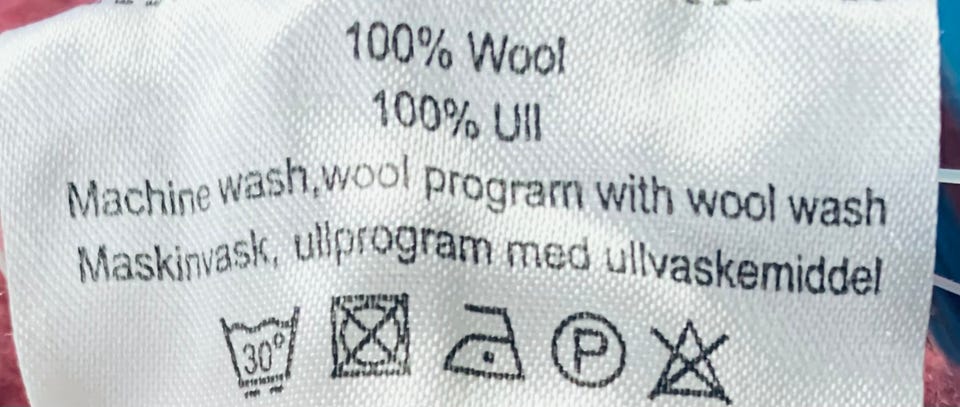 100% Wool
100% Ull
Machine wash,wool program with wool wash
Maskinvask, ullprogram med ullvaskemiddel
30° P